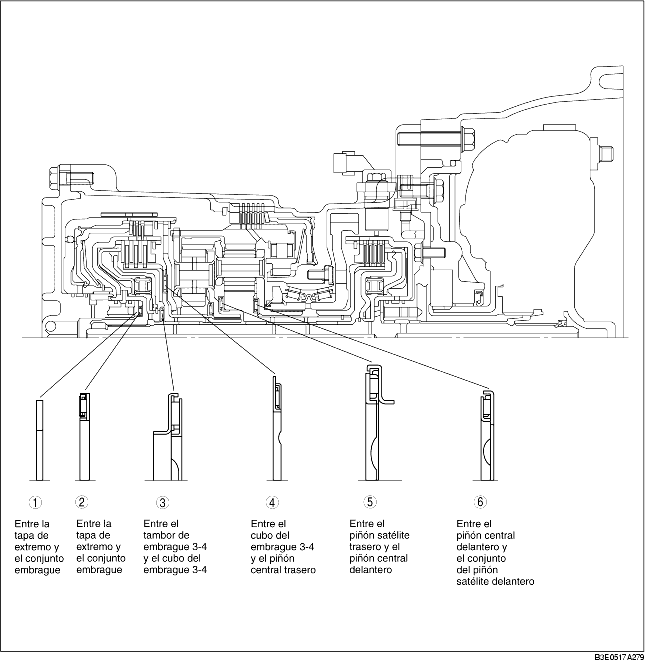 1
Entre la
tapa de
extremo y
el conjunto
embrague
2
Entre la
tapa de
extremo y
el conjunto
embrague
3
Entre el
tambor de
embrague 3-4
y el cubo del
embrague 3-4
4
Entre el
cubo del
embrague 3-4
y el piñón
central trasero
5
Entre el
piñón satélite
trasero y el
piñón central
delantero
6
Entre el
piñón central
delantero y
el conjunto
del piñón
satélite delantero
B3E0517A279